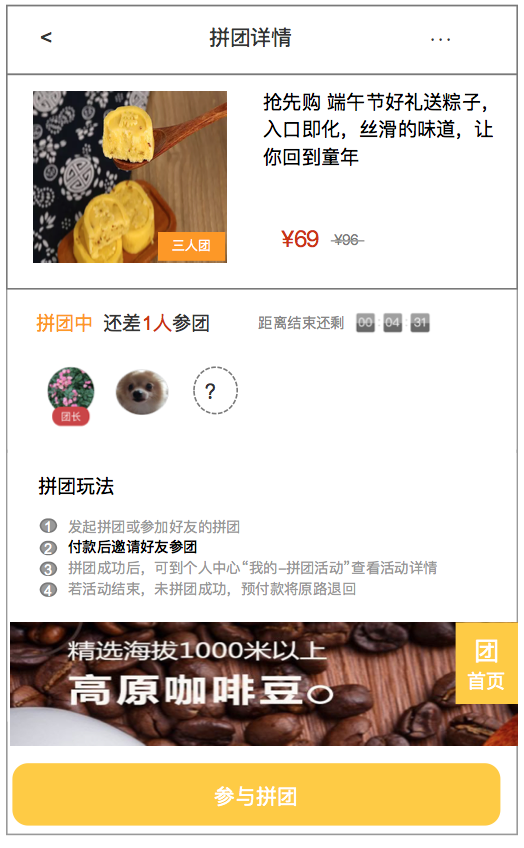 <
拼团详情
...
抢先购 端午节好礼送粽子，
入口即化，丝滑的味道，让
你回到童年
三人团
¥69 ¥96
拼团中 还差1人参团 距离结束还剩 00:04:31
?
团长
拼团玩法
1 发起拼团或参加好友的拼团
2 付款后邀请好友参团
3 拼团成功后，可到个人中心“我的-拼团活动”查看活动详情
4 若活动结束，未拼团成功，预付款将原路退回
精选海拔1000米以上
高原咖啡豆
团
首页
参与拼团